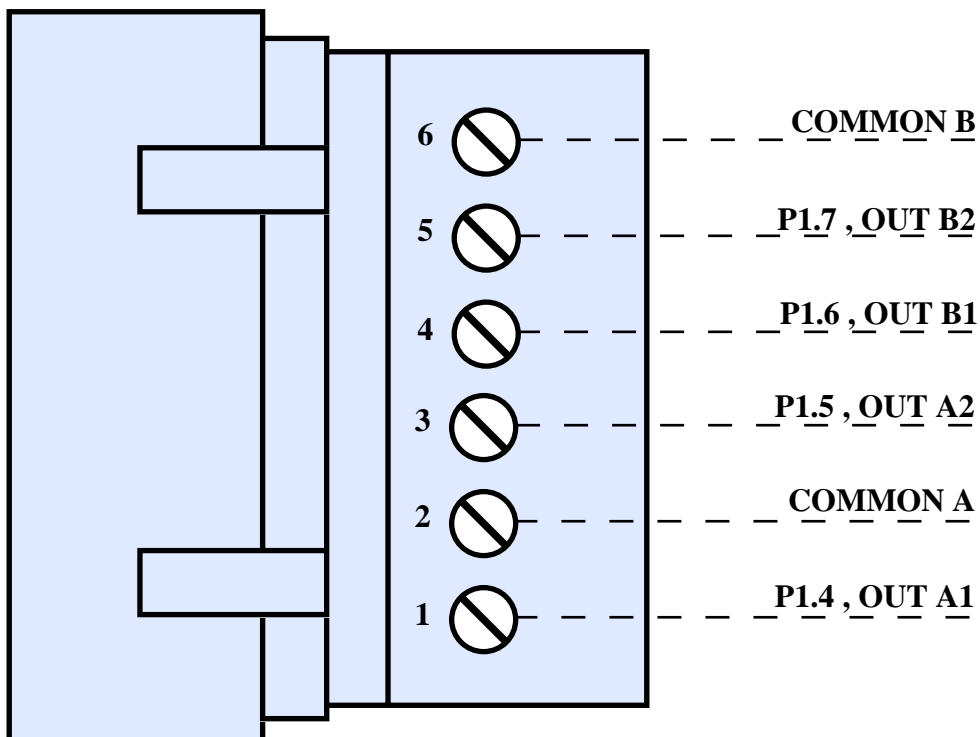 6 COMMON B
5 P1.7 , OUT B2
4 P1.6 , OUT B1
3 P1.5 , OUT A2
2 COMMON A
1 P1.4 , OUT A1